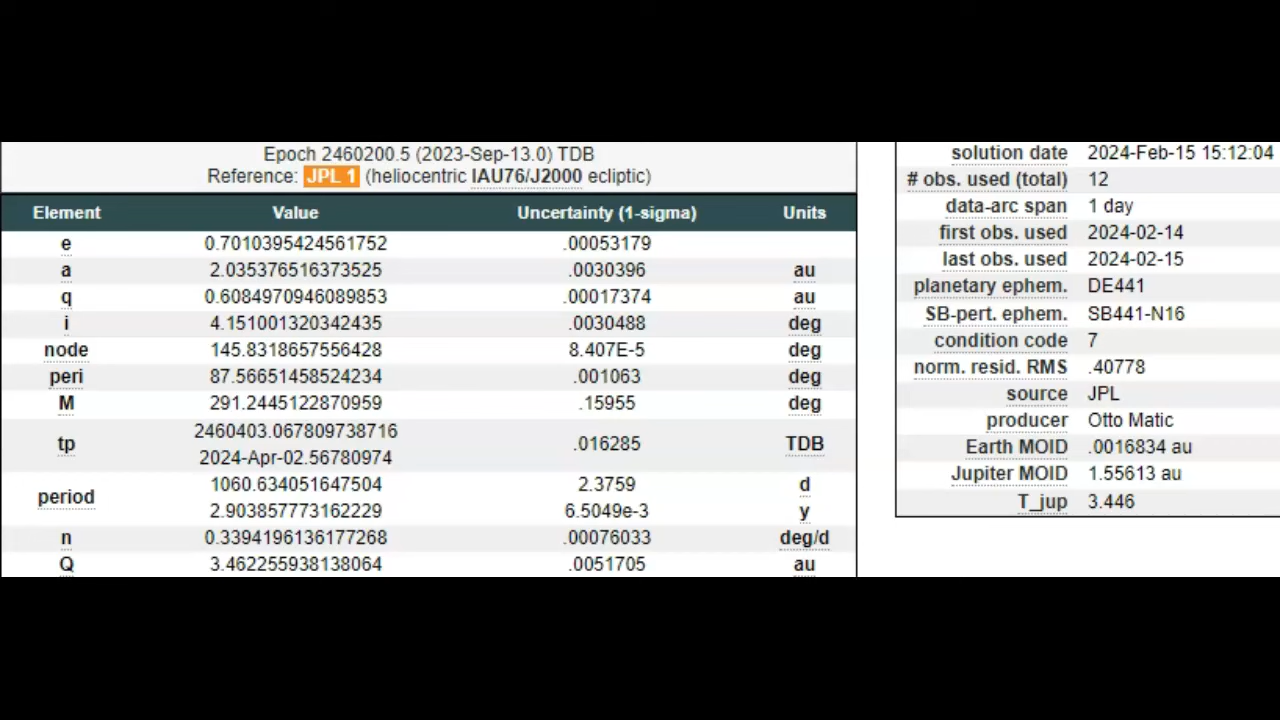 Epoch 2460200.5 (2023-Sep-13.0) TDB
Reference: JPL 1 (heliocentric IAU76/J2000 ecliptic)
Element Value Uncertainty (1-sigma) Units
e 0.7010395424561752 .00053179
a 2.035376516373525 .0030396 au
q 0.6084970946089853 .00017374 au
i 4.151001320342435 .0030488 deg
node 145.8318657556428 8.407E-5 deg
peri 87.56651458524234 .001063 deg
M 291.2445122870959 .15955 deg
tp 2460403.067809738716 .016285 TDB
2024-Apr-02.56780974
period 1060.634051647504 2.3759 d
2.903857773162229 6.5049e-3 y
n 0.3394196136177268 .00076033 deg/d
Q 3.462255938138064 .0051705 au
solution date 2024-Feb-15 15:12:04
# obs. used (total) 12
data-arc span 1 day
first obs. used 2024-02-14
last obs. used 2024-02-15
planetary ephem. DE441
SB-pert. ephem. SB441-N16
condition code 7
norm. resid. RMS .40778
source JPL
producer Otto Matic
Earth MOID .0016834 au
Jupiter MOID 1.55613 au
T_jup 3.446